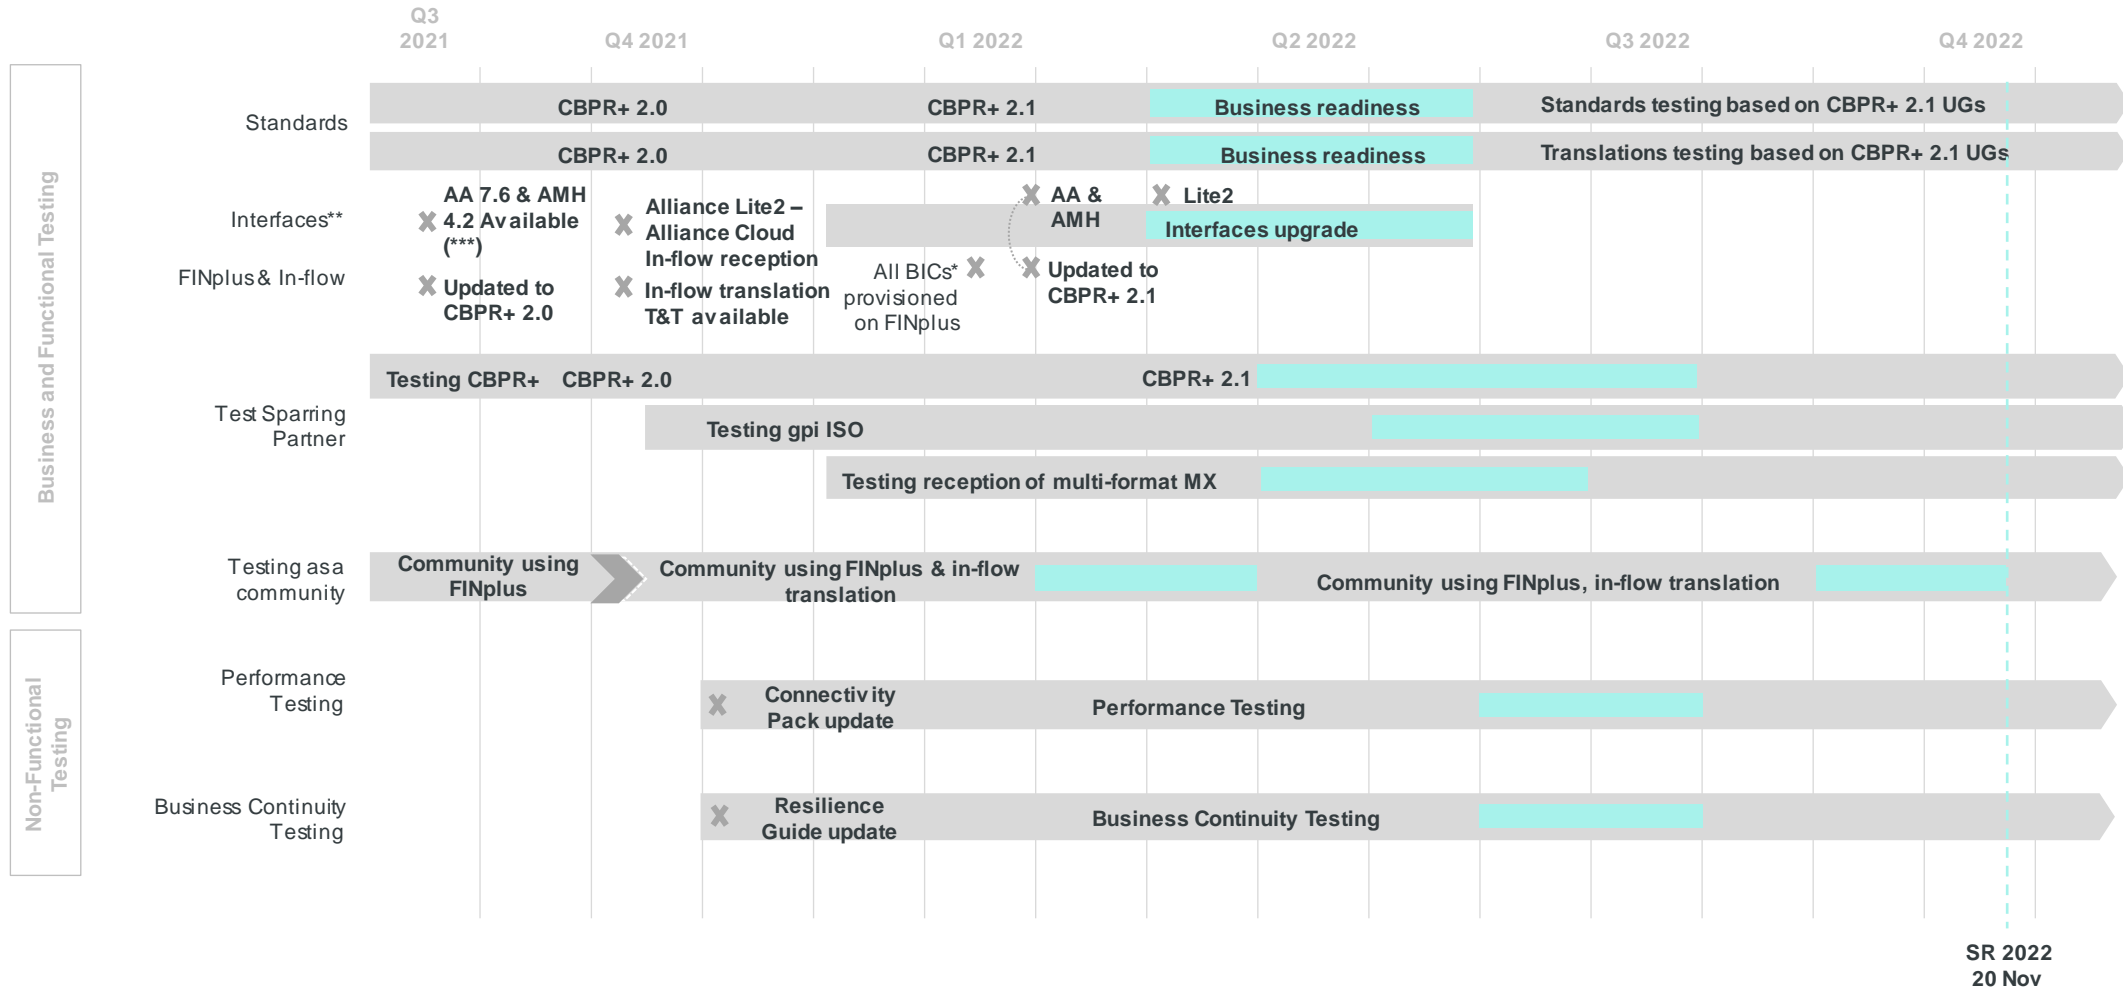 Q3
2021
Q4 2021
Q1 2022
Q2 2022
Q3 2022
Q4 2022
Business and Functional Testing
Standards
CBPR+ 2.0
CBPR+ 2.1
Business readiness
Standards testing based on CBPR+ 2.1 UGs
CBPR+ 2.0
CBPR+ 2.1
Business readiness
Translations testing based on CBPR+ 2.1 UGs
Interfaces**
AA 7.6 & AMH
4.2 Available
(***)
Alliance Lite2 –
Alliance Cloud
In-flow reception
AA &
AMH
Lite2
Interfaces upgrade
FINplus & In-flow
Updated to
CBPR+ 2.0
In-flow translation
T&T available
All BICs*
provisioned
on FINplus
Updated to
CBPR+ 2.1
Test Sparring
Partner
Testing CBPR+
CBPR+ 2.0
CBPR+ 2.1
Testing gpi ISO
Testing reception of multi-format MX
Testing as a
community
Community using
FINplus
Community using FINplus & in-flow
translation
Community using FINplus, in-flow translation
Non-Functional
Testing
Performance
Testing
Connectivity
Pack update
Performance Testing
Business Continuity
Testing
Resilience
Guide update
Business Continuity Testing
SR 2022
20 Nov